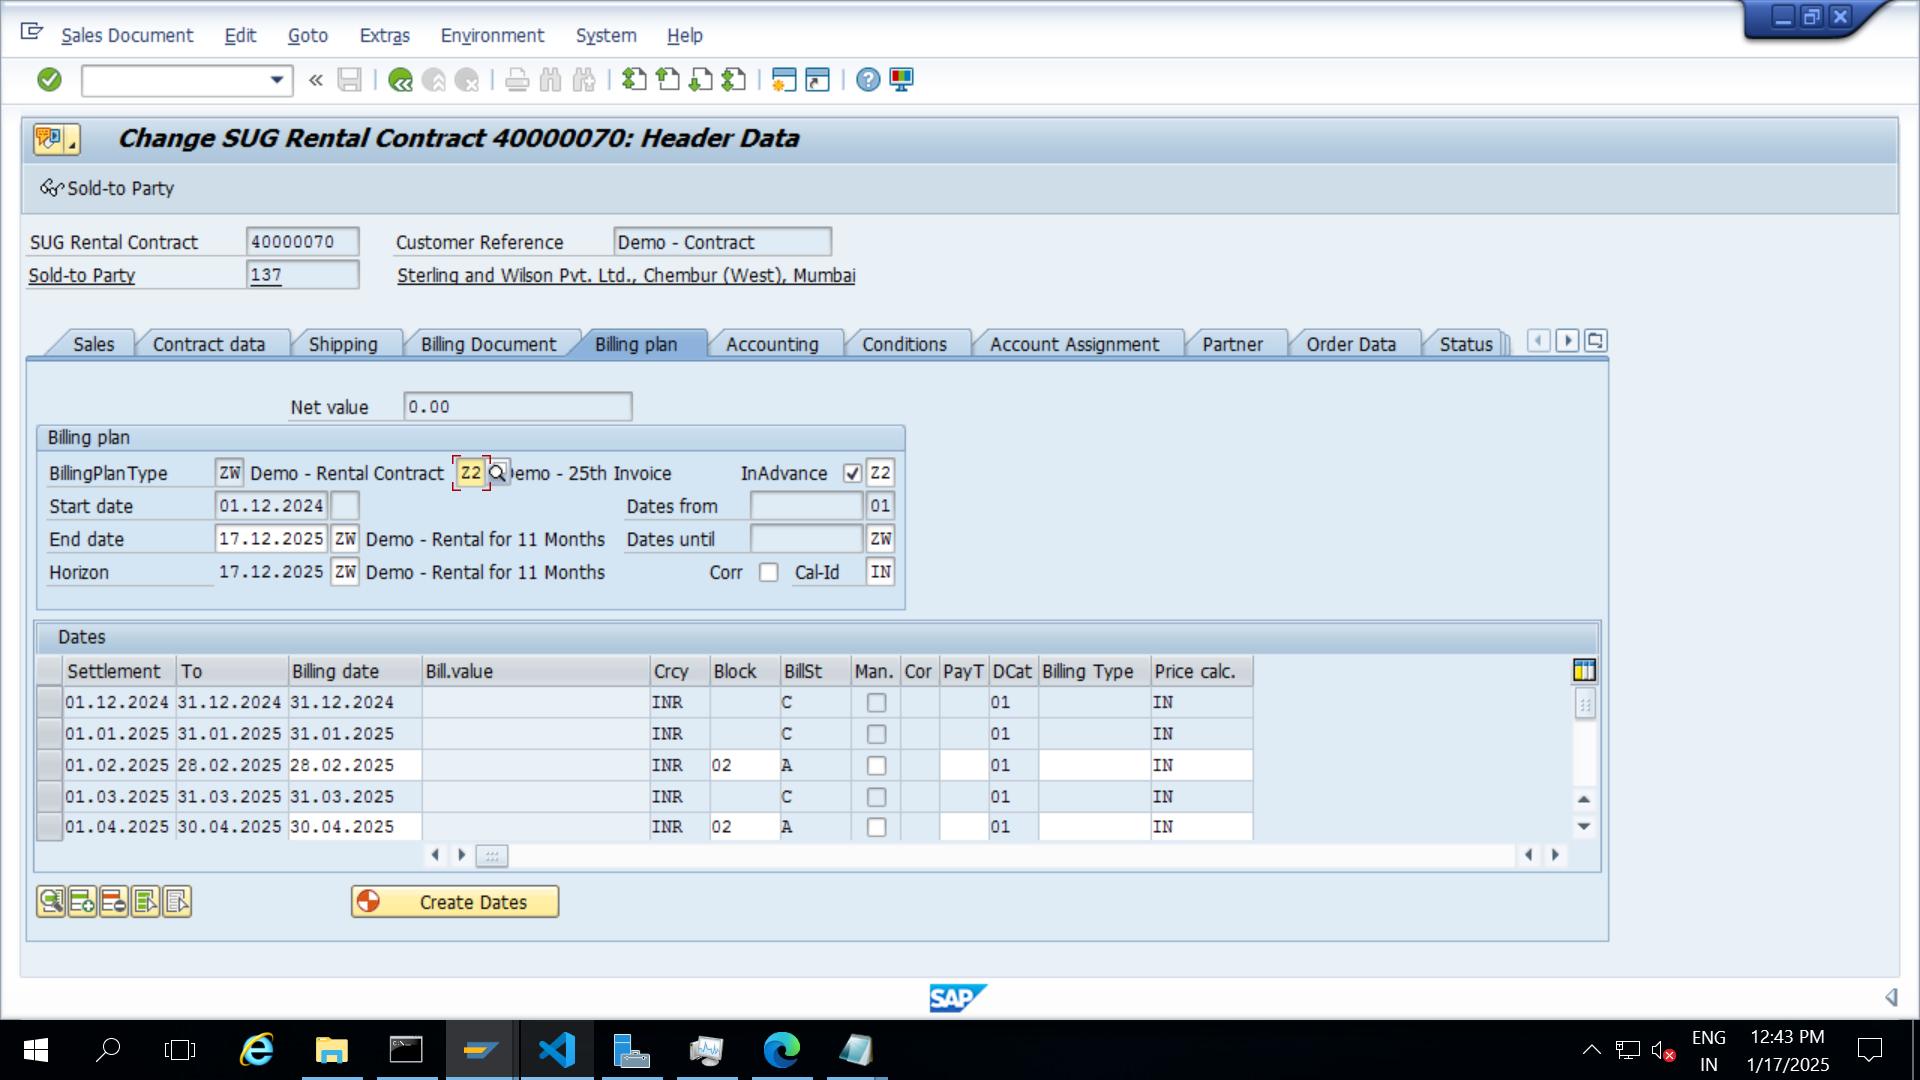 Sales Document Edit Goto Extras Environment System Help
Change SUG Rental Contract 40000070: Header Data
Sold-to Party
SUG Rental Contract 40000070 Customer Reference Demo - Contract
Sold-to Party 137 Sterling and Wilson Pvt. Ltd., Chembur (West), Mumbai
Sales Contract data Shipping Billing Document Billing plan Accounting Conditions Account Assignment Partner Order Data Status
Net value 0.00
Billing plan
BillingPlanType ZW Demo - Rental Contract Z2 emo - 25th Invoice InAdvance Z2
Start date 01.12.2024 Dates from 01
End date 17.12.2025 ZW Demo - Rental for 11 Months Dates until ZW
Horizon 17.12.2025 ZW Demo - Rental for 11 Months Corr Cal-Id IN
Dates
Settlement To Billing date Bill.value Crcy Block BillSt Man. Cor PayT DCat Billing Type Price calc.
01.12.2024 31.12.2024 31.12.2024 INR C 01 IN
01.01.2025 31.01.2025 31.01.2025 INR C 01 IN
01.02.2025 28.02.2025 28.02.2025 INR 02 A 01 IN
01.03.2025 31.03.2025 31.03.2025 INR C 01 IN
01.04.2025 30.04.2025 30.04.2025 INR 02 A 01 IN
Create Dates
SAP
ENG 12:43 PM
IN 1/17/2025